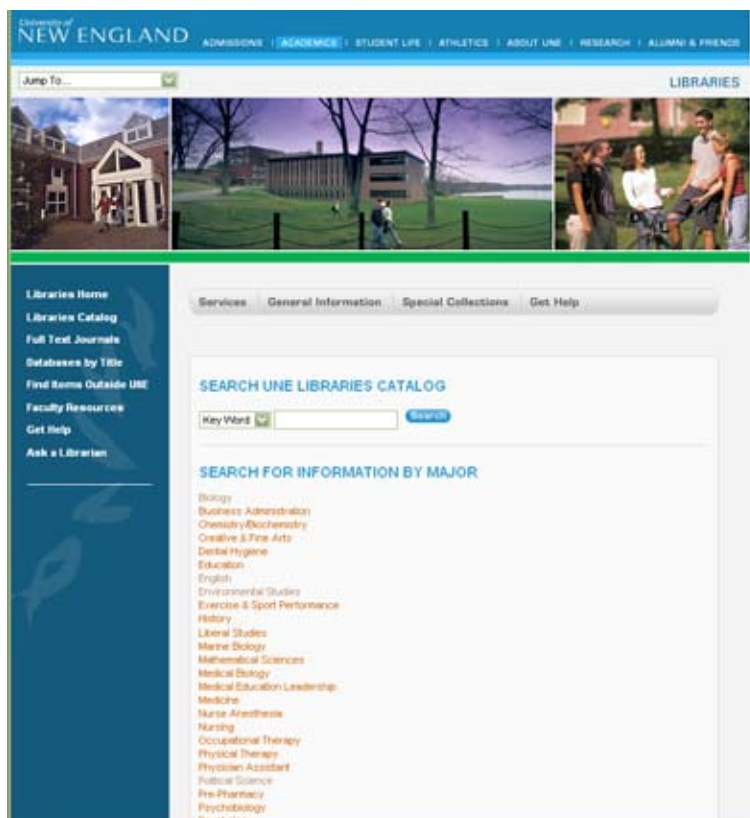 University of
NEW ENGLAND
ADMISSIONS | ACADEMICS | STUDENT LIFE | ATHLETICS | ABOUT UNE | RESEARCH | ALUMNI & FRIENDS
Jump To...
LIBRARIES
Libraries Home
Libraries Catalog
Full Text Journals
Databases by Title
Find Items Outside UNE
Faculty Resources
Get Help
Ask a Librarian
Services General Information Special Collections Get Help
SEARCH UNE LIBRARIES CATALOG
Key Word Search
SEARCH FOR INFORMATION BY MAJOR
Biology
Business Administration
Chemistry/Biochemistry
Creative & Fine Arts
Dental Hygiene
Education
English
Environmental Studies
Exercise & Sport Performance
History
Liberal Studies
Marine Biology
Mathematical Sciences
Medical Biology
Medical Education Leadership
Medicine
Nurse Anesthesia
Nursing
Occupational Therapy
Physical Therapy
Physician Assistant
Political Science
Pre-Pharmacy
Psychobiology